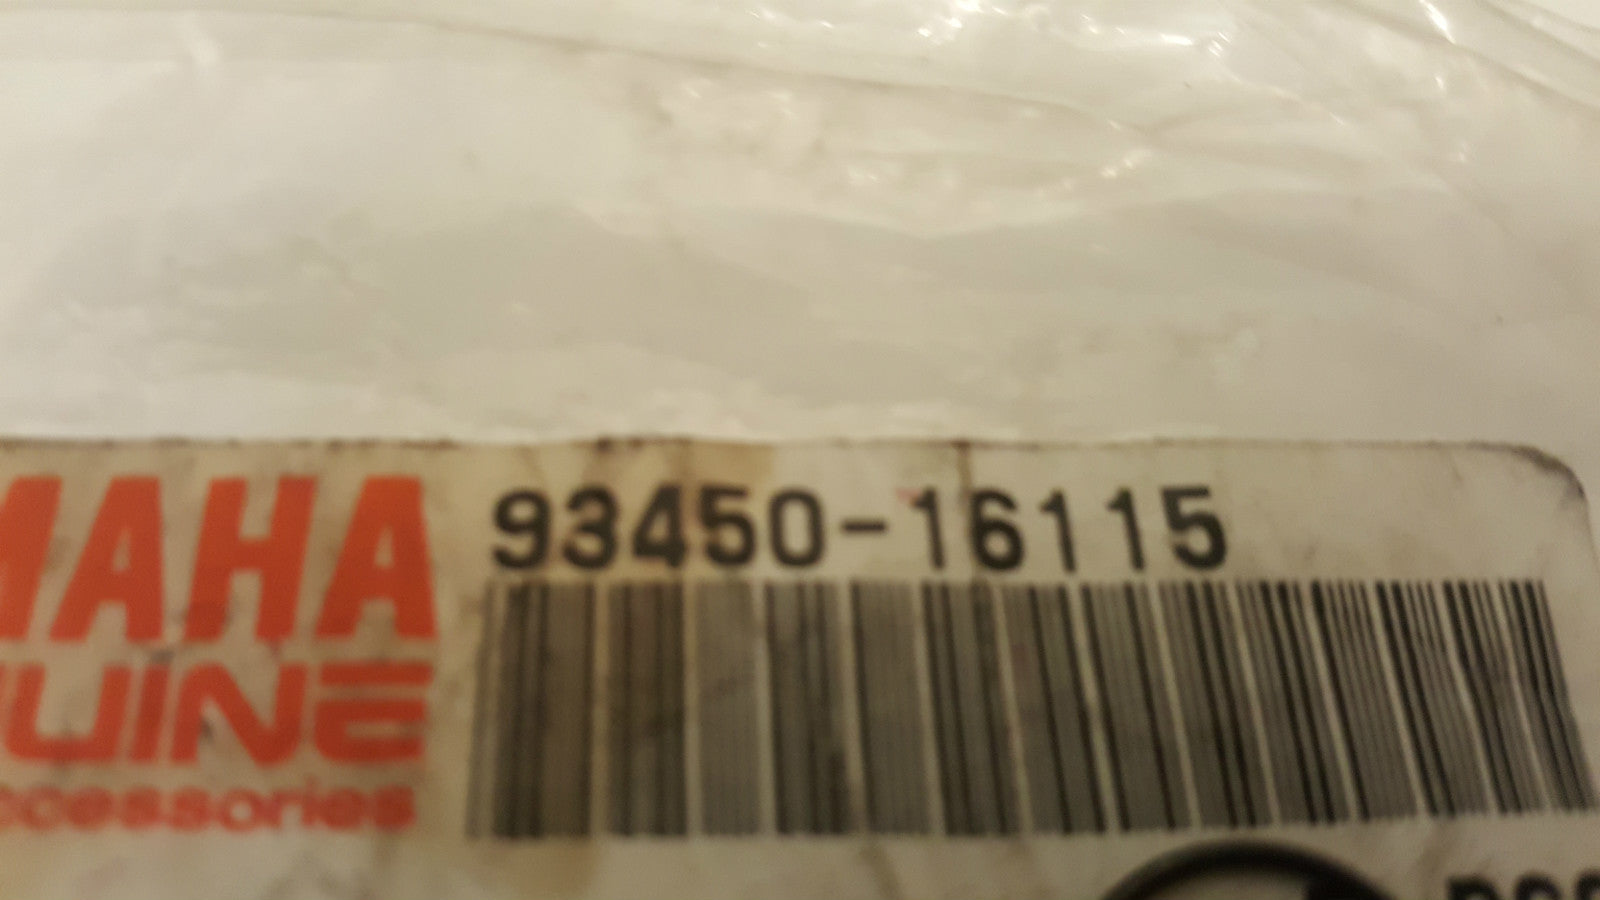 MAHA
93450-16115
UINE
ccessories